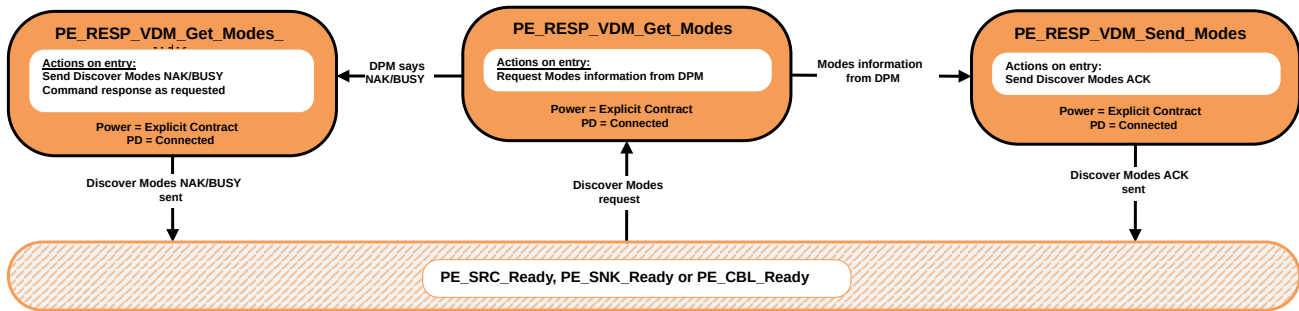 PE_RESP_VDM_Get_Modes_
Actions on entry:
Send Discover Modes NAK/BUSY
Command response as requested
Power = Explicit Contract
PD = Connected
DPM says
NAK/BUSY
PE_RESP_VDM_Get_Modes
Actions on entry:
Request Modes information from DPM
Power = Explicit Contract
PD = Connected
Modes information
from DPM
PE_RESP_VDM_Send_Modes
Actions on entry:
Send Discover Modes ACK
Power = Explicit Contract
PD = Connected
Discover Modes NAK/BUSY
sent
Discover Modes
request
Discover Modes ACK
sent
PE_SRC_Ready, PE_SNK_Ready or PE_CBL_Ready